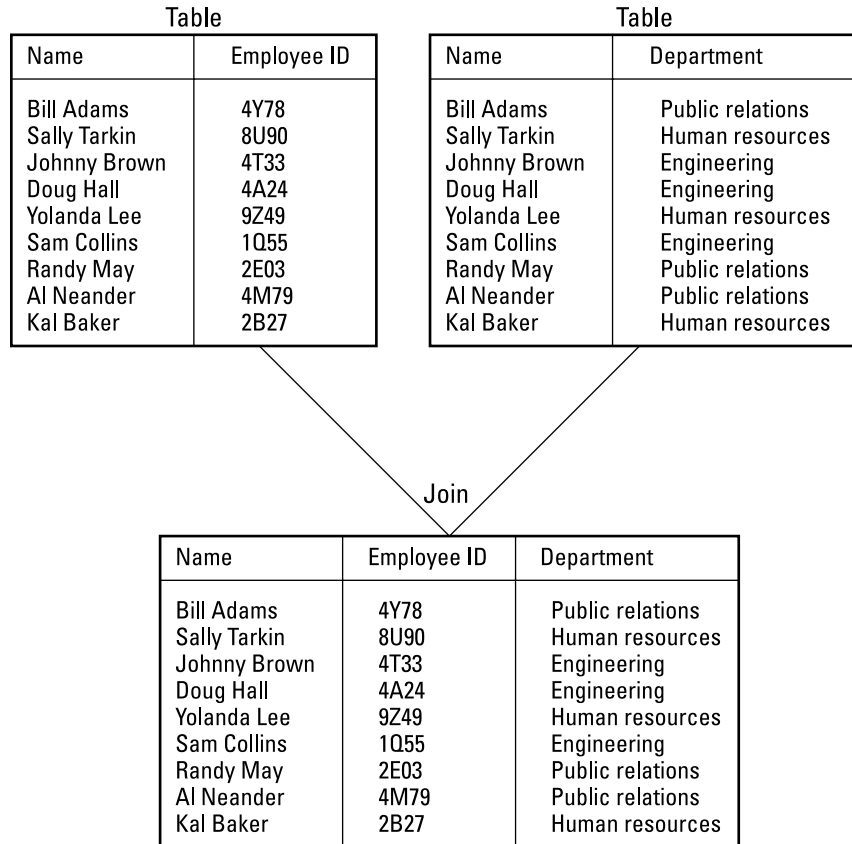 Table
Name Employee ID
Bill Adams 4Y78
Sally Tarkin 8U90
Johnny Brown 4T33
Doug Hall 4A24
Yolanda Lee 9Z49
Sam Collins 1Q55
Randy May 2E03
Al Neander 4M79
Kal Baker 2B27
Table
Name Department
Bill Adams Public relations
Sally Tarkin Human resources
Johnny Brown Engineering
Doug Hall Engineering
Yolanda Lee Human resources
Sam Collins Engineering
Randy May Public relations
Al Neander Public relations
Kal Baker Human resources
Join
Name Employee ID Department
Bill Adams 4Y78 Public relations
Sally Tarkin 8U90 Human resources
Johnny Brown 4T33 Engineering
Doug Hall 4A24 Engineering
Yolanda Lee 9Z49 Human resources
Sam Collins 1Q55 Engineering
Randy May 2E03 Public relations
Al Neander 4M79 Public relations
Kal Baker 2B27 Human resources